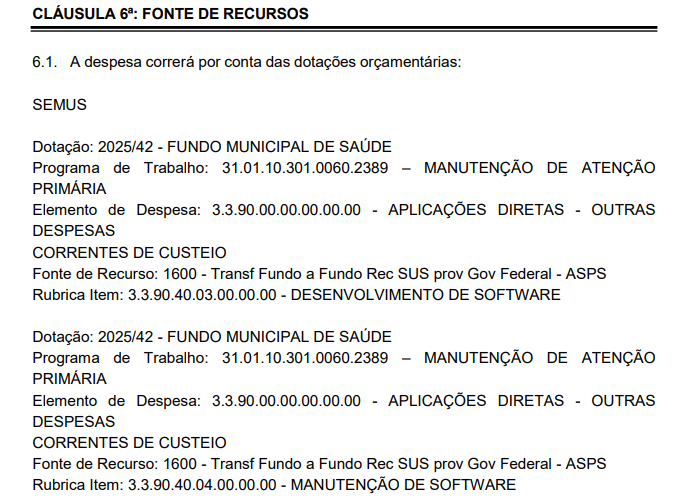 CLÁUSULA 6ª: FONTE DE RECURSOS
6.1. A despesa correrá por conta das dotações orçamentárias:
SEMUS
Dotação: 2025/42 - FUNDO MUNICIPAL DE SAÚDE
Programa de Trabalho: 31.01.10.301.0060.2389 – MANUTENÇÃO DE ATENÇÃO
PRIMÁRIA
Elemento de Despesa: 3.3.90.00.00.00.00.00 - APLICAÇÕES DIRETAS - OUTRAS
DESPESAS
CORRENTES DE CUSTEIO
Fonte de Recurso: 1600 - Transf Fundo a Fundo Rec SUS prov Gov Federal - ASPS
Rubrica Item: 3.3.90.40.03.00.00.00 - DESENVOLVIMENTO DE SOFTWARE
Dotação: 2025/42 - FUNDO MUNICIPAL DE SAÚDE
Programa de Trabalho: 31.01.10.301.0060.2389 – MANUTENÇÃO DE ATENÇÃO
PRIMÁRIA
Elemento de Despesa: 3.3.90.00.00.00.00.00 - APLICAÇÕES DIRETAS - OUTRAS
DESPESAS
CORRENTES DE CUSTEIO
Fonte de Recurso: 1600 - Transf Fundo a Fundo Rec SUS prov Gov Federal - ASPS
Rubrica Item: 3.3.90.40.04.00.00.00 - MANUTENÇÃO DE SOFTWARE